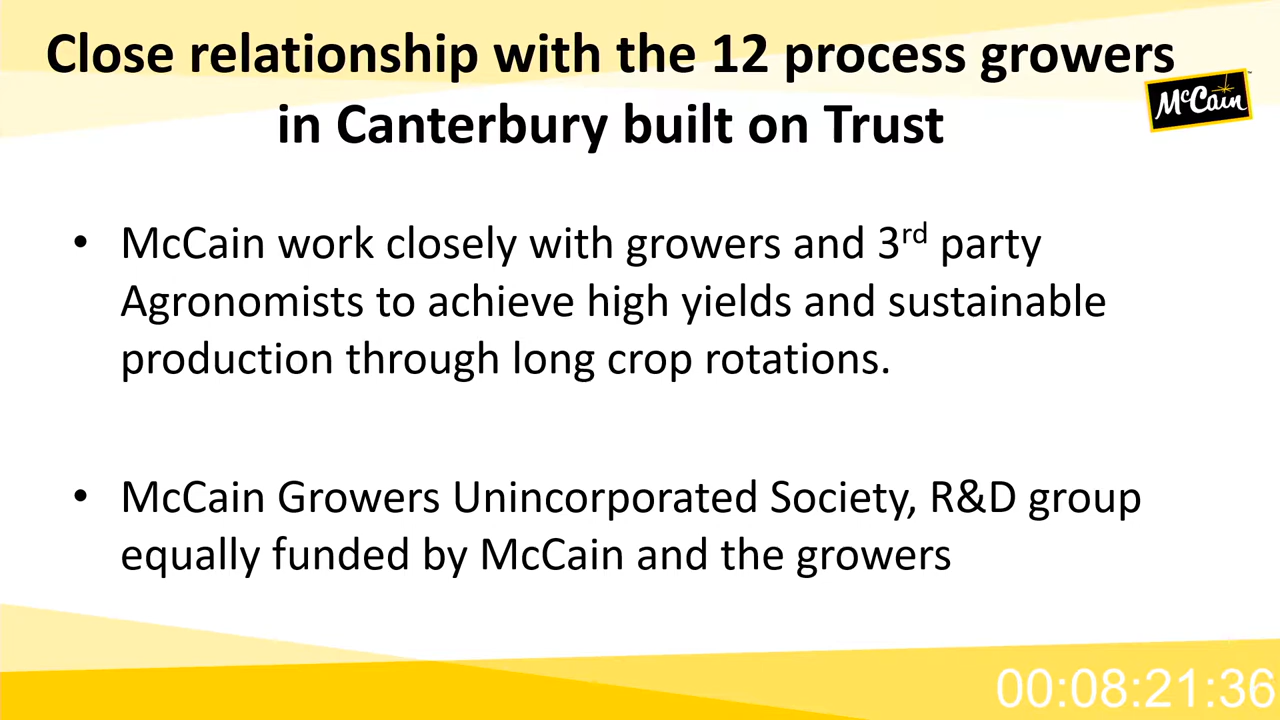 Close relationship with the 12 process growers
in Canterbury built on Trust
McCain
• McCain work closely with growers and 3rd party
Agronomists to achieve high yields and sustainable
production through long crop rotations.
• McCain Growers Unincorporated Society, R&D group
equally funded by McCain and the growers
00:08:21:36